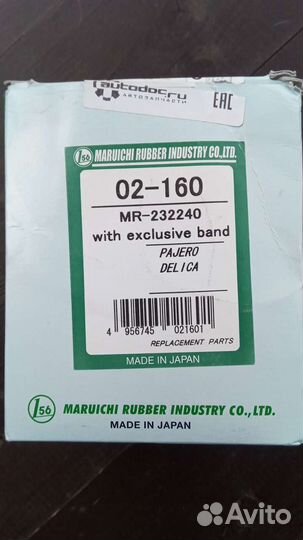 autodoc.ru
АВТОЗАПЧАСТИ
EAC
156 MARUICHI RUBBER INDUSTRY CO.,LTD.
02-160
MR-232240
with exclusive band
PAJERO
DELICA
4 956745 021601
REPLACEMENT PARTS
MADE IN JAPAN
156 MARUICHI RUBBER INDUSTRY CO., LTD.
MADE IN JAPAN
Avito